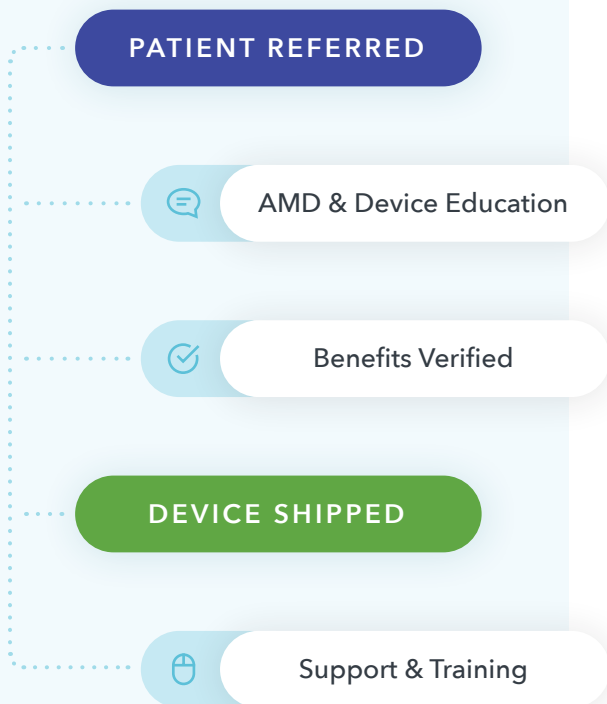 PATIENT REFERRED
AMD & Device Education
Benefits Verified
DEVICE SHIPPED
Support & Training